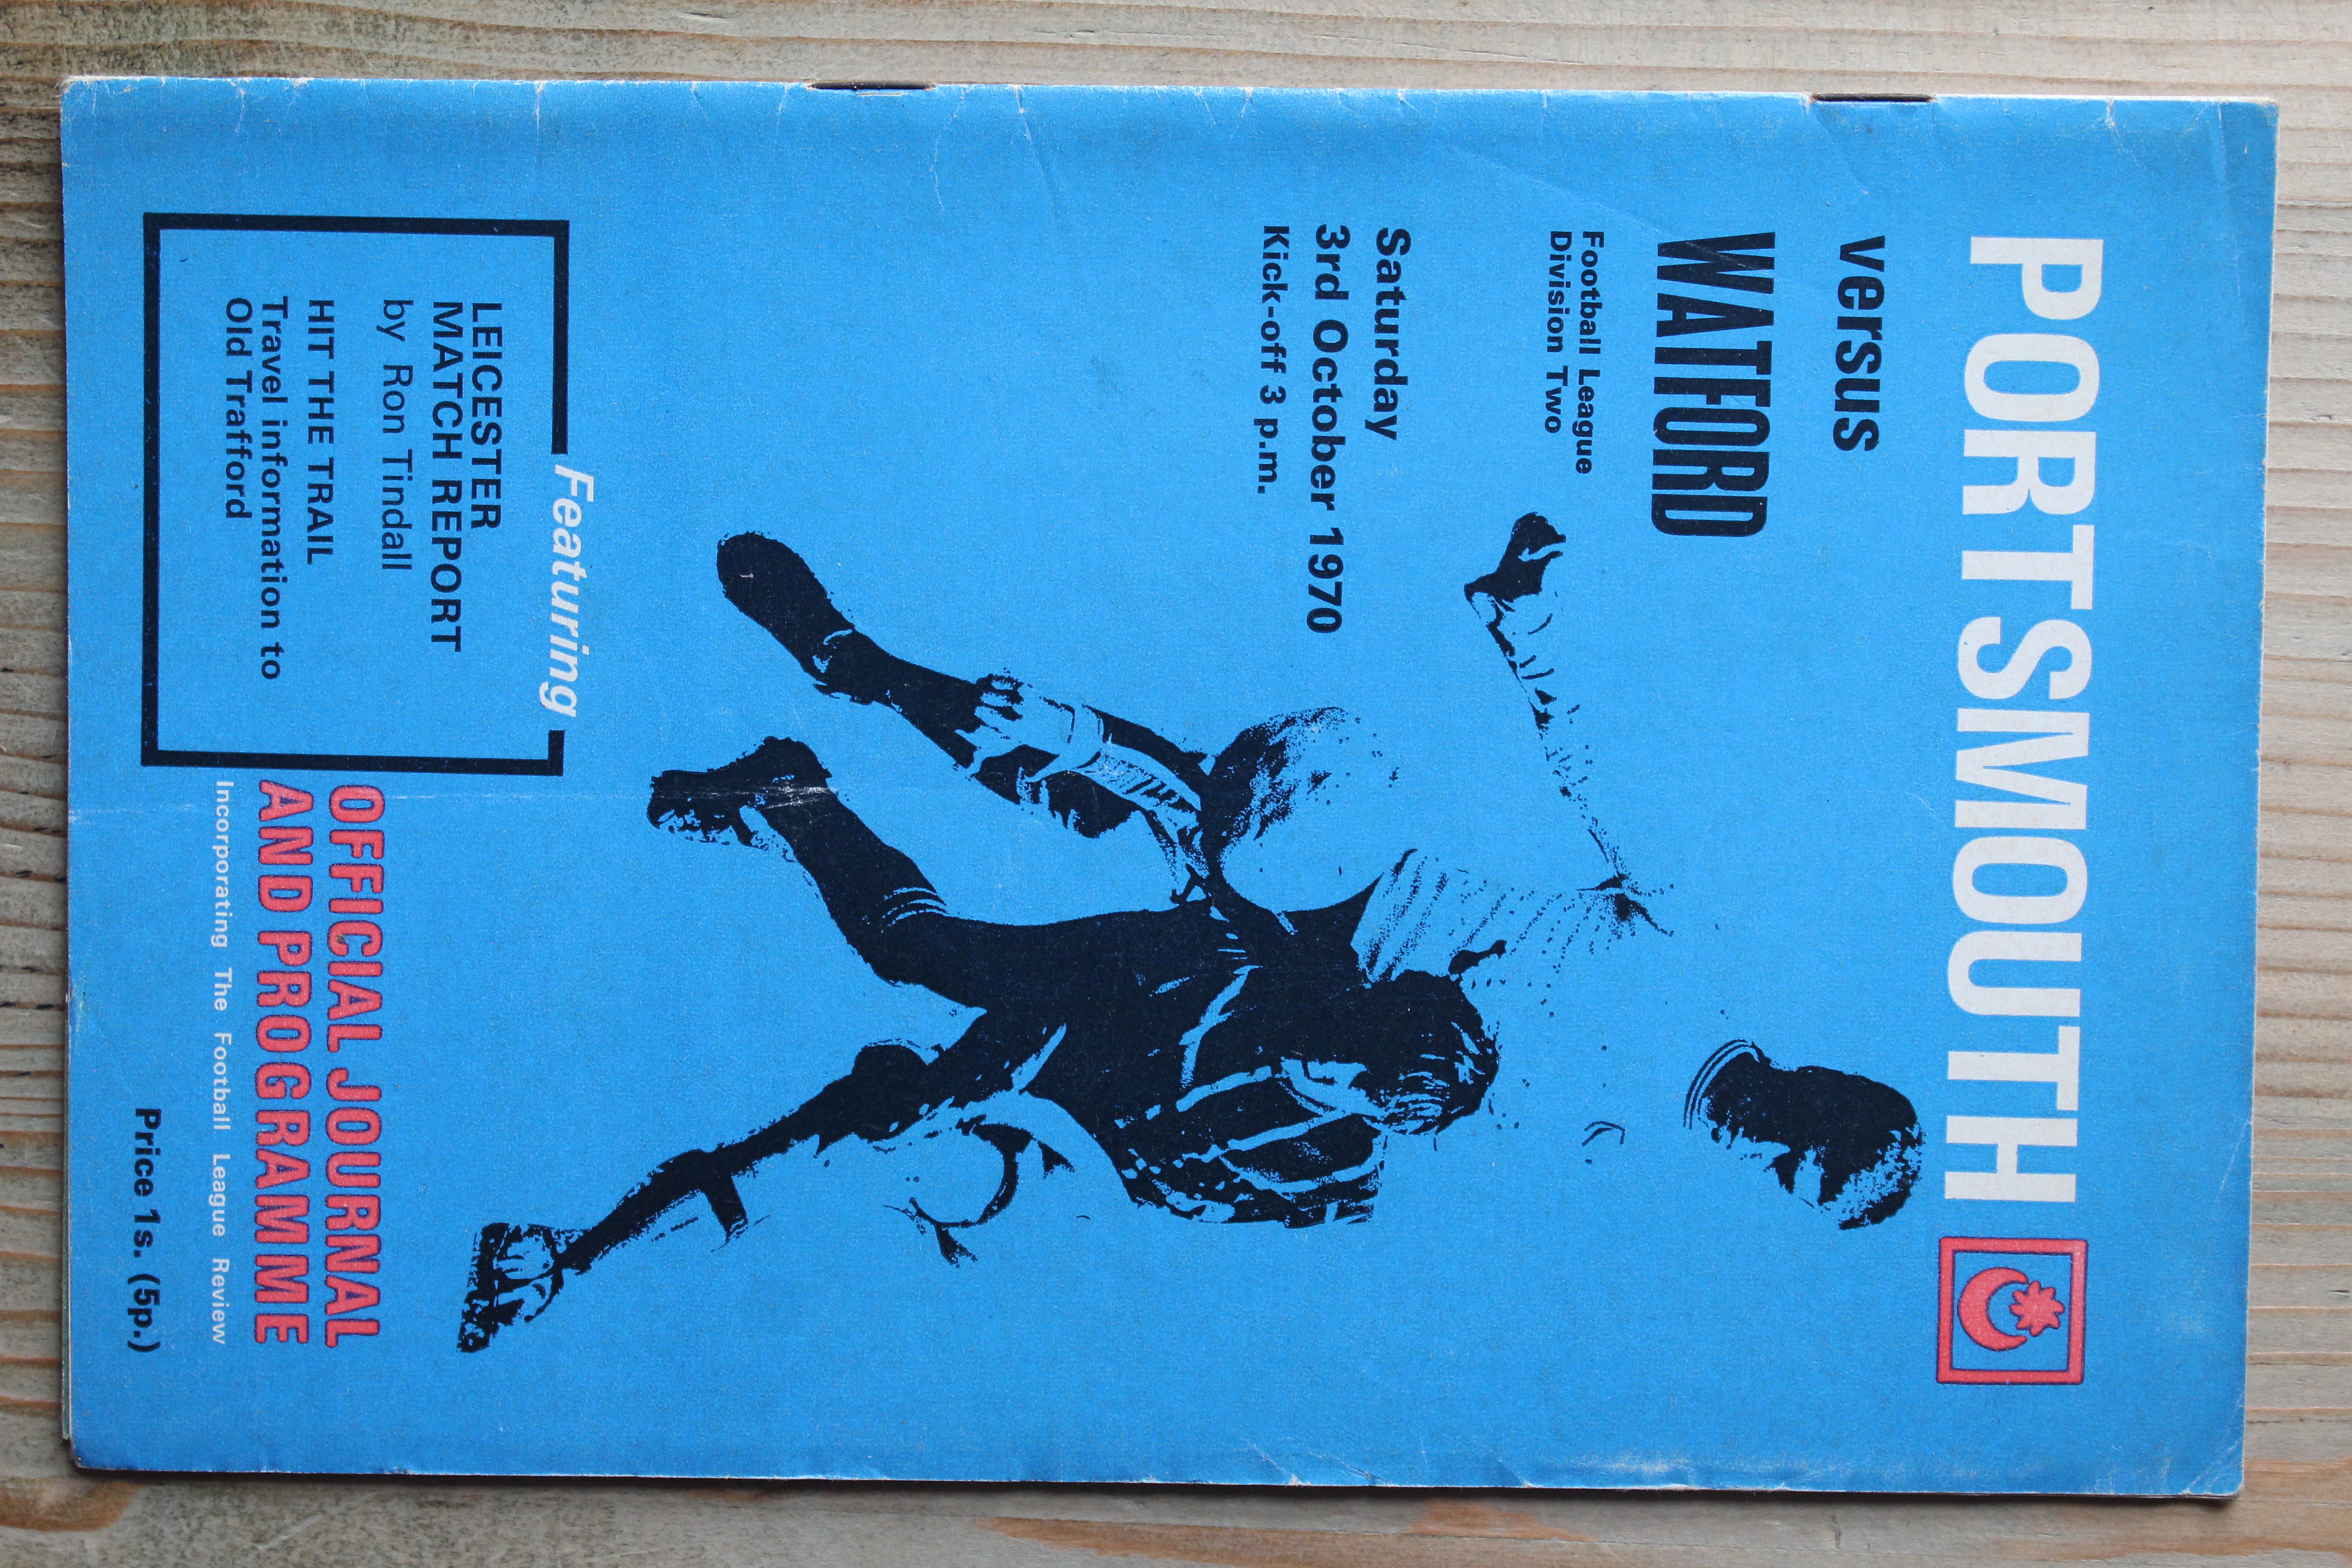 PORTSMOUTH
versus
WATFORD
Football League
Division Two
Saturday
3rd October 1970
Kick-off 3 p.m.
Featuring
LEICESTER
MATCH REPORT
by Ron Tindall
HIT THE TRAIL
Travel information to
Old Trafford
OFFICIAL JOURNAL
AND PROGRAMME
Incorporating The Football League Review
Price 1s. (5p.)